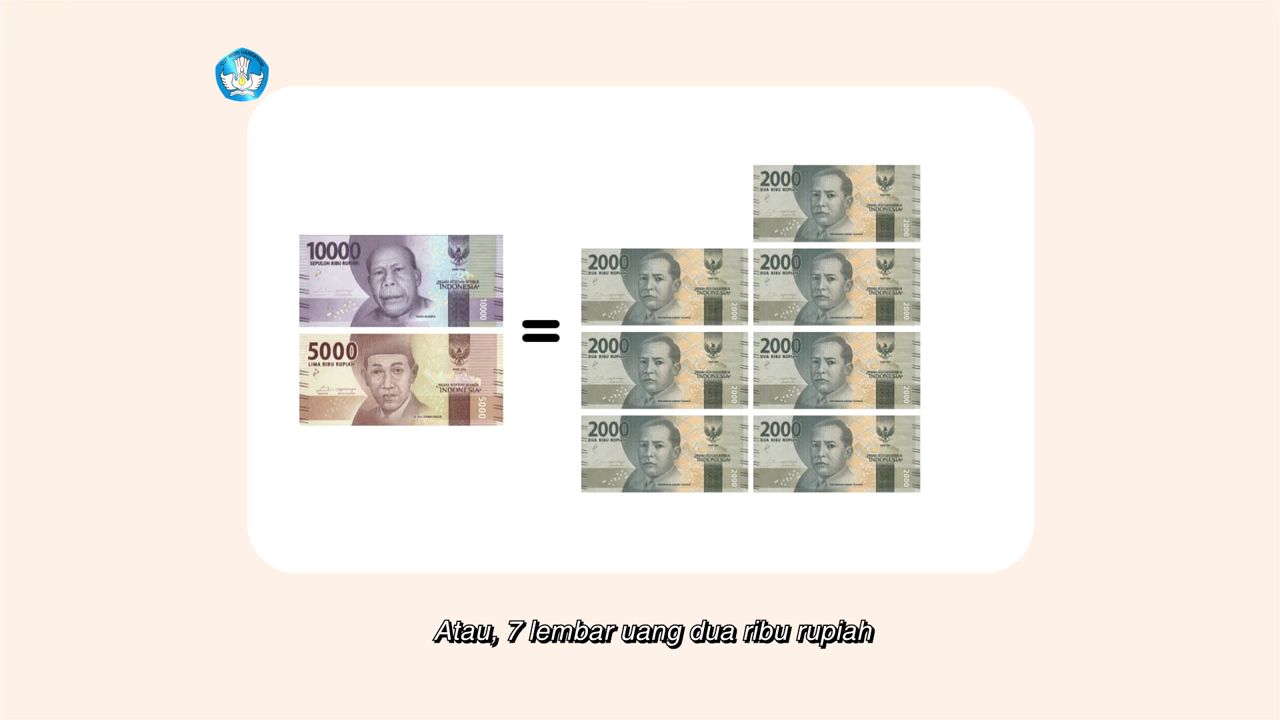 10000
SEPULUH RIBU RUPIAH
INDONESIA
10000
5000
LIMA RIBU RUPIAH
INDONESIA
5000
=
2000
DUA RIBU RUPIAH
INDONESIA
2000
2000
DUA RIBU RUPIAH
INDONESIA
2000
2000
DUA RIBU RUPIAH
INDONESIA
2000
2000
DUA RIBU RUPIAH
INDONESIA
2000
2000
DUA RIBU RUPIAH
INDONESIA
2000
2000
DUA RIBU RUPIAH
INDONESIA
2000
2000
DUA RIBU RUPIAH
INDONESIA
2000
Atau, 7 lembar uang dua ribu rupiah